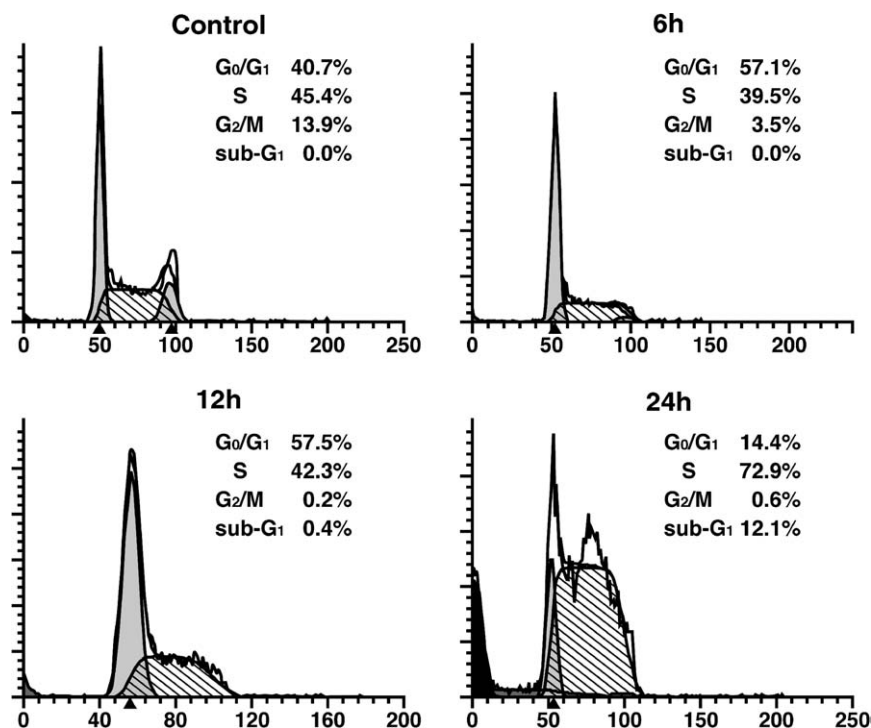 Control
G₀/G₁ 40.7%
S 45.4%
G₂/M 13.9%
sub-G₁ 0.0%
0 50 100 150 200 250
6h
G₀/G₁ 57.1%
S 39.5%
G₂/M 3.5%
sub-G₁ 0.0%
0 50 100 150 200
12h
G₀/G₁ 57.5%
S 42.3%
G₂/M 0.2%
sub-G₁ 0.4%
0 40 80 120 160 200
24h
G₀/G₁ 14.4%
S 72.9%
G₂/M 0.6%
sub-G₁ 12.1%
0 50 100 150 200 250